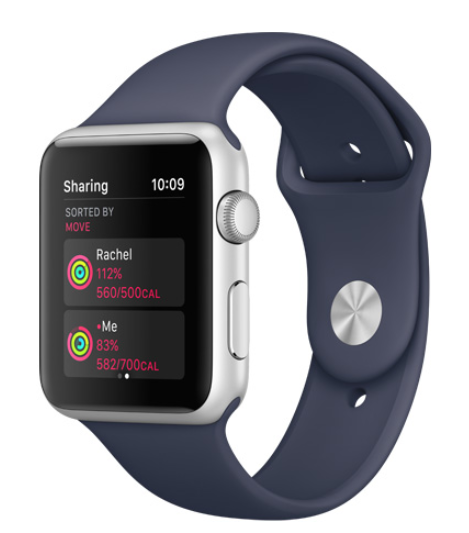 Sharing 10:09
SORTED BY
MOVE
Rachel
112%
560/500CAL
♥Me
83%
582/700CAL